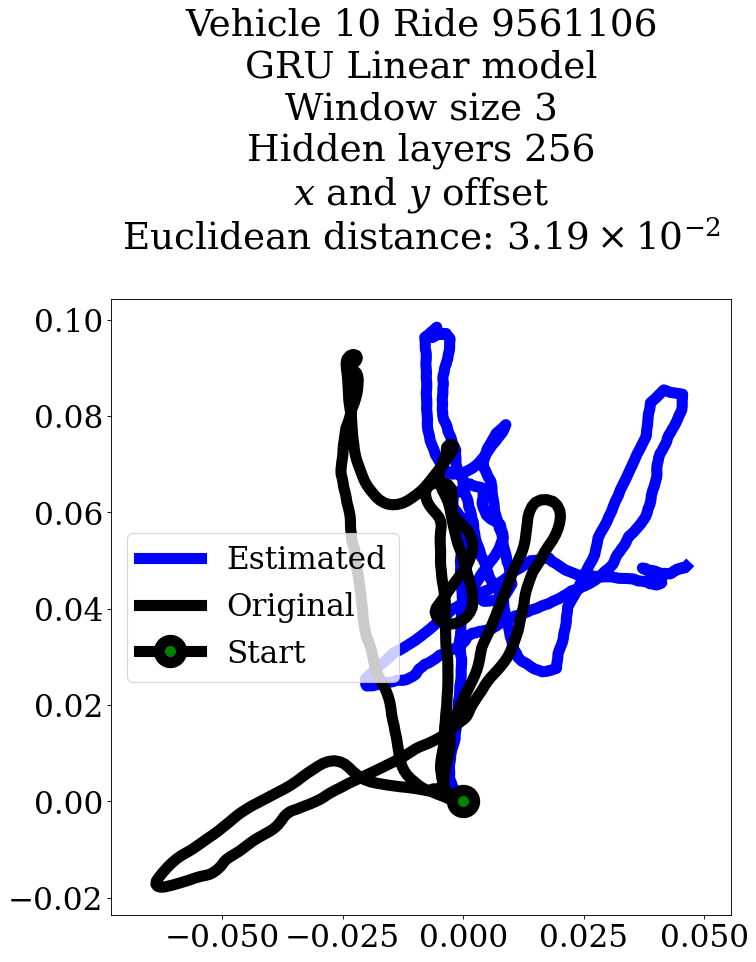 Vehicle 10 Ride 9561106
GRU Linear model
Window size 3
Hidden layers 256
x and y offset
Euclidean distance: 3.19 × 10⁻²
0.10
0.08
0.06
0.04
0.02
0.00
−0.02
Estimated
Original
Start
−0.050 −0.025 0.000 0.025 0.050